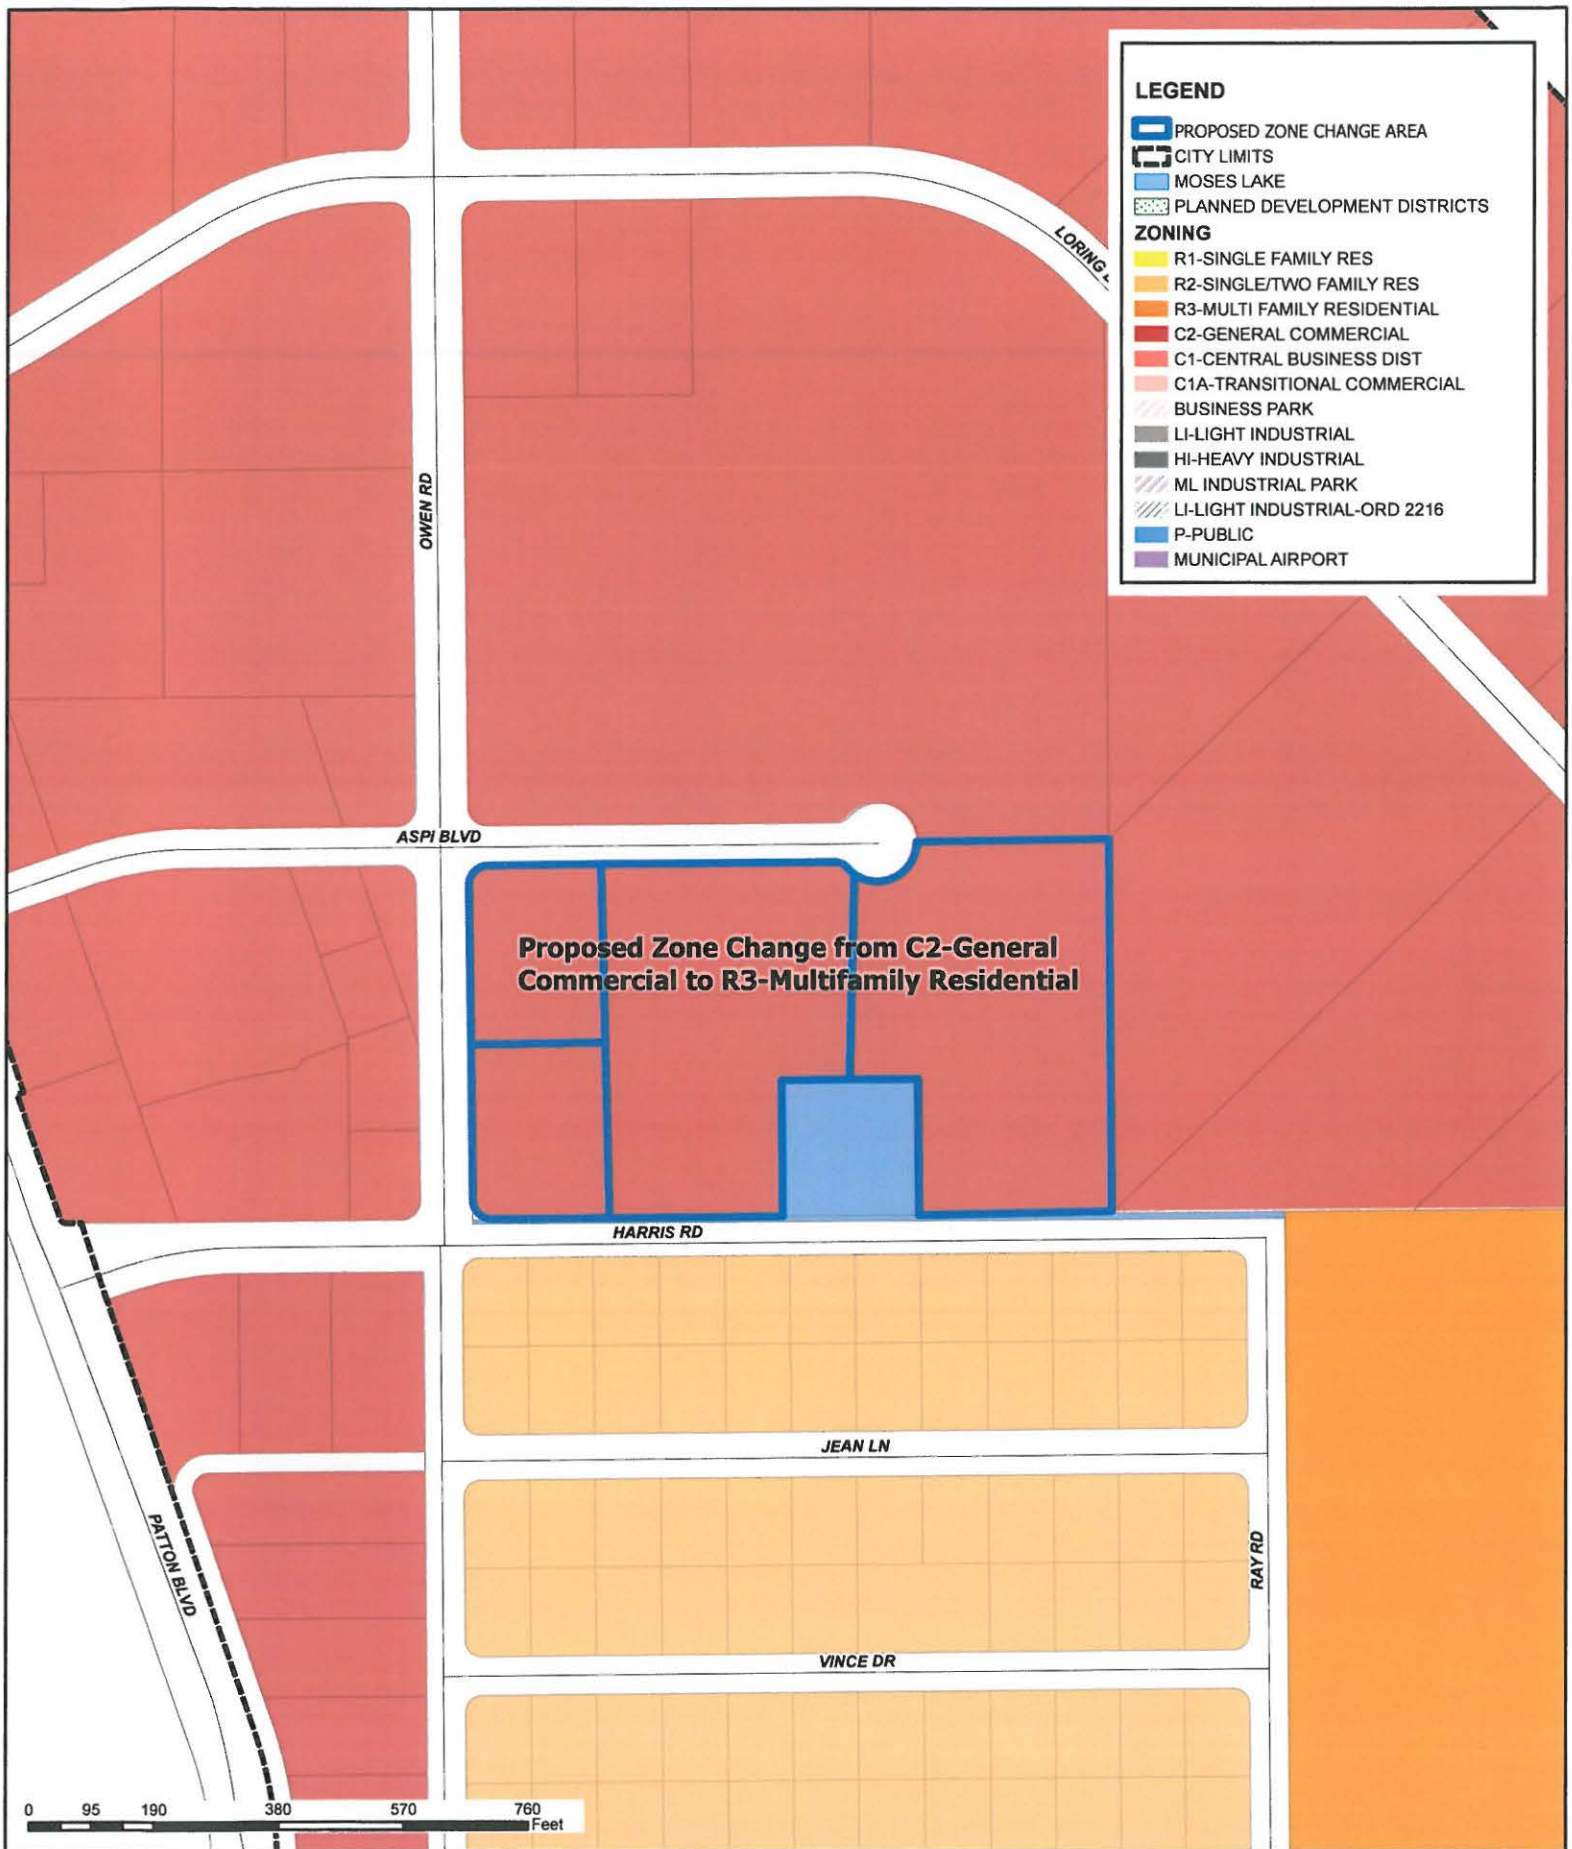 LEGEND
PROPOSED ZONE CHANGE AREA
CITY LIMITS
MOSES LAKE
PLANNED DEVELOPMENT DISTRICTS
ZONING
R1-SINGLE FAMILY RES
R2-SINGLE/TWO FAMILY RES
R3-MULTI FAMILY RESIDENTIAL
C2-GENERAL COMMERCIAL
C1-CENTRAL BUSINESS DIST
C1A-TRANSITIONAL COMMERCIAL
BUSINESS PARK
LI-LIGHT INDUSTRIAL
HI-HEAVY INDUSTRIAL
ML INDUSTRIAL PARK
LI-LIGHT INDUSTRIAL-ORD 2216
P-PUBLIC
MUNICIPAL AIRPORT
LORING
OWEN RD
ASPI BLVD
Proposed Zone Change from C2-General
Commercial to R3-Multifamily Residential
HARRIS RD
JEAN LN
PATTON BLVD
RAY RD
VINCE DR
0 95 190 380 570 760
Feet